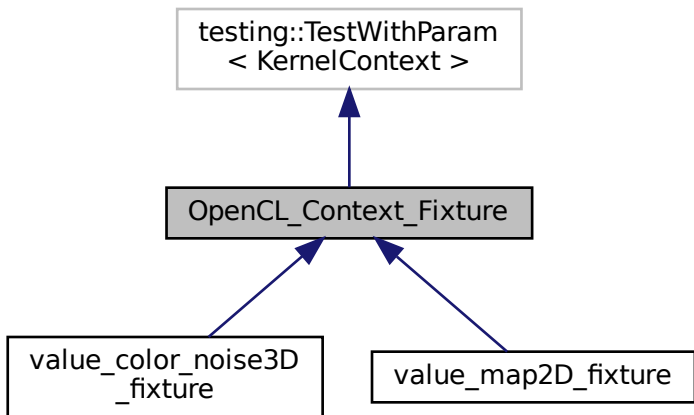 testing::TestWithParam
< KernelContext >
OpenCL_Context_Fixture
value_color_noise3D
_fixture
value_map2D_fixture